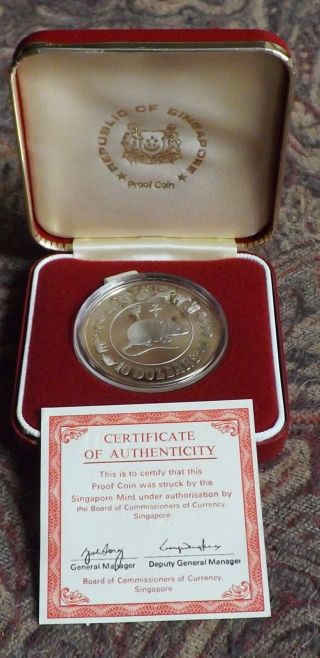 ★ REPUBLIC OF SINGAPORE ★
Proof Coin
子
10 DOLLARS
CERTIFICATE
OF AUTHENTICITY
This is to certify that this
Proof Coin was struck by the
Singapore Mint under authorisation by
the Board of Commissioners of Currency,
Singapore
General Manager Deputy General Manager
Board of Commissioners of Currency,
Singapore